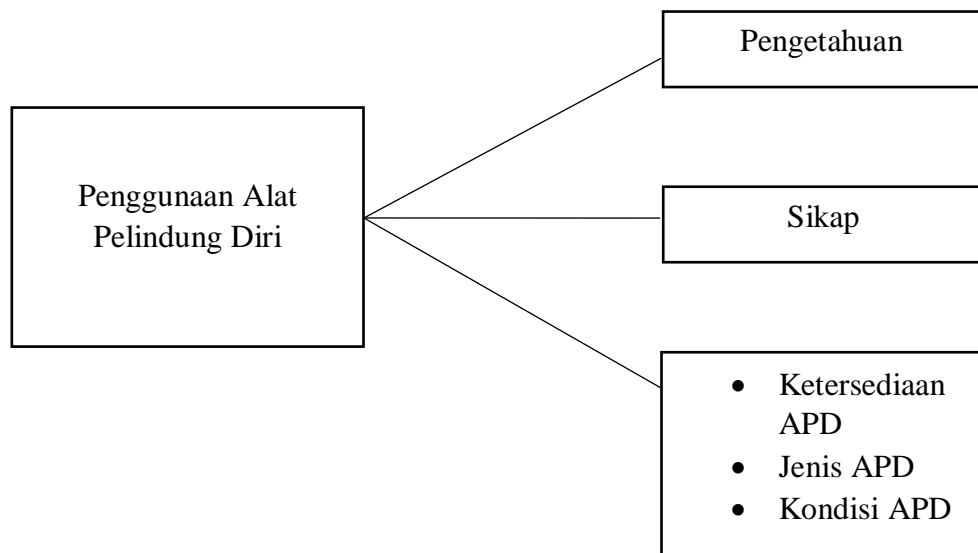 Penggunaan Alat
Pelindung Diri
Pengetahuan
Sikap
• Ketersediaan
APD
• Jenis APD
• Kondisi APD